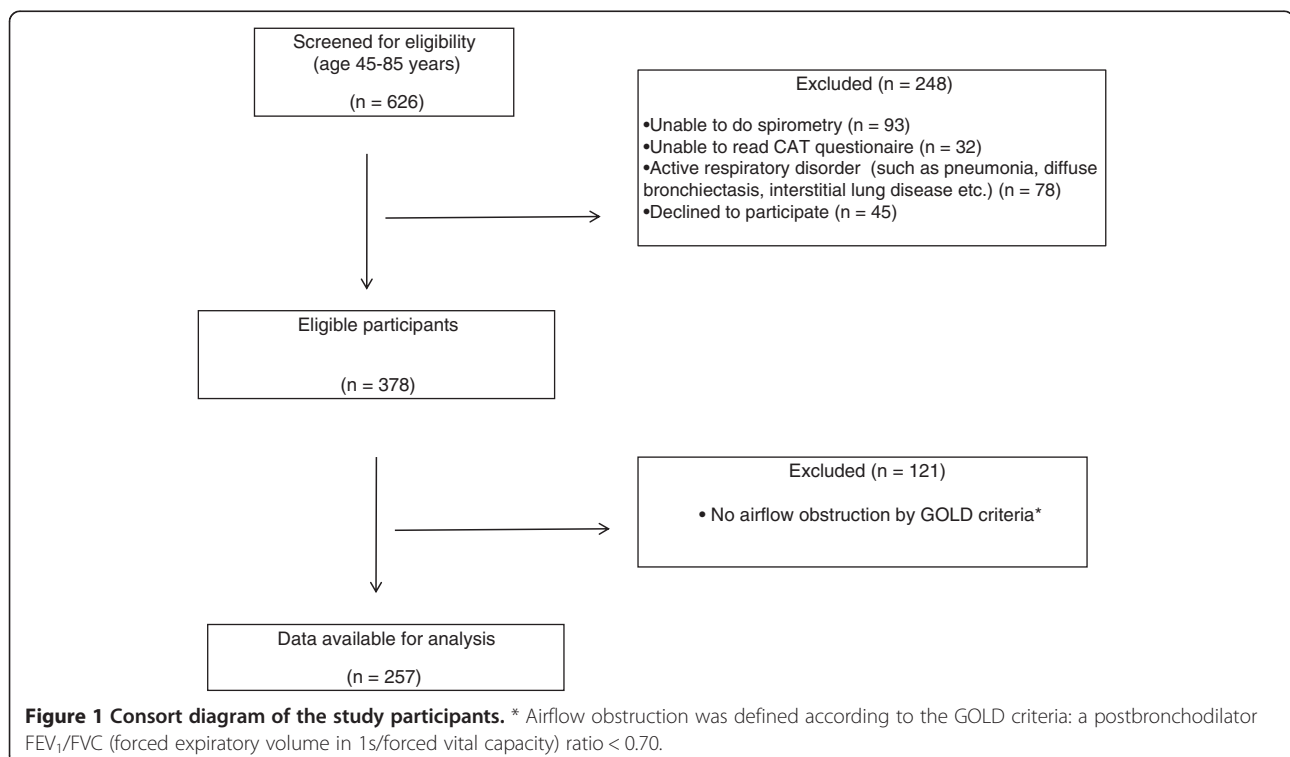 Screened for eligibility
(age 45-85 years)
(n = 626)
Excluded (n = 248)
•Unable to do spirometry (n = 93)
•Unable to read CAT questionaire (n = 32)
•Active respiratory disorder (such as pneumonia, diffuse
bronchiectasis, interstitial lung disease etc.) (n = 78)
•Declined to participate (n = 45)
Eligible participants
(n = 378)
Excluded (n = 121)
• No airflow obstruction by GOLD criteria*
Data available for analysis
(n = 257)
Figure 1 Consort diagram of the study participants. * Airflow obstruction was defined according to the GOLD criteria: a postbronchodilator
FEV₁/FVC (forced expiratory volume in 1s/forced vital capacity) ratio < 0.70.